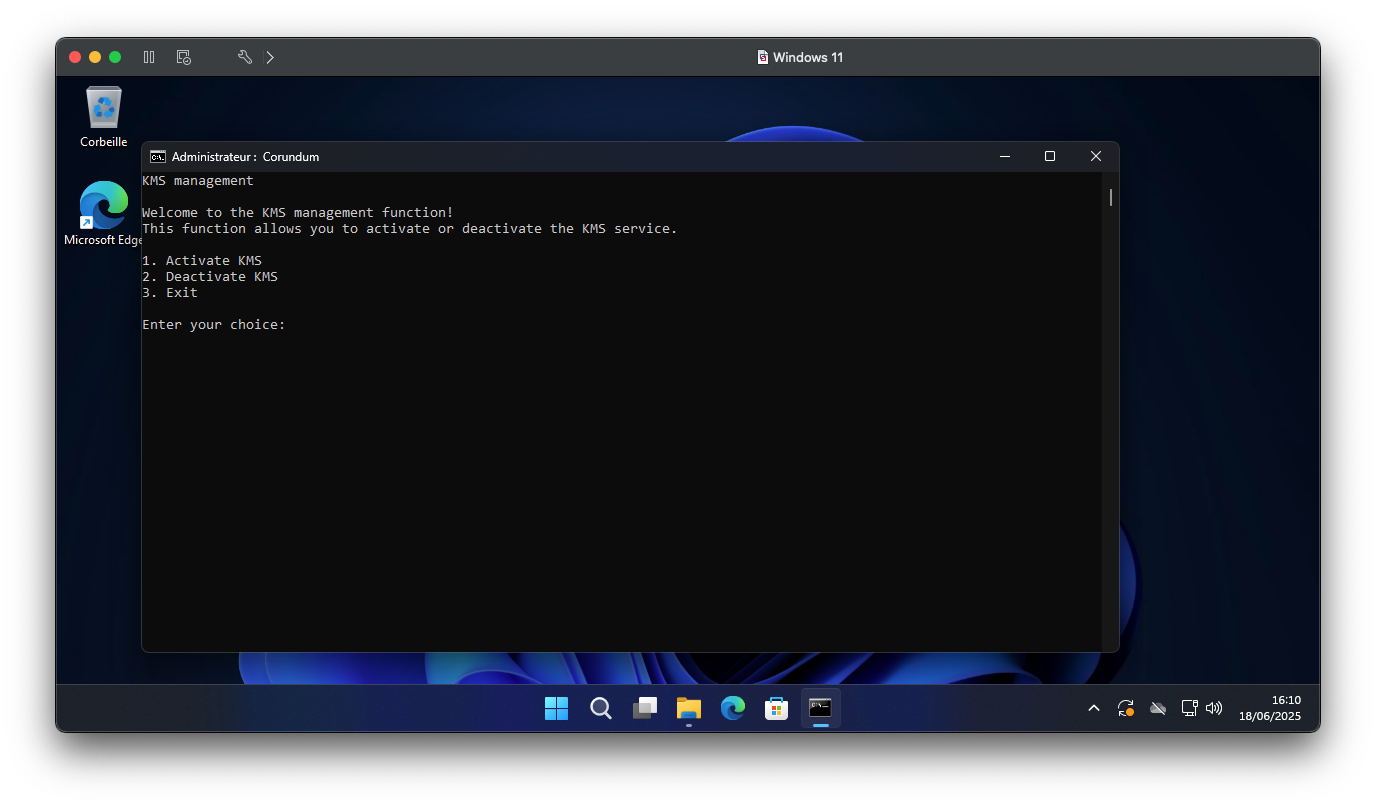 Windows 11
Corbeille
Microsoft Edge
Administrateur : Corundum
KMS management
Welcome to the KMS management function!
This function allows you to activate or deactivate the KMS service.
1. Activate KMS
2. Deactivate KMS
3. Exit
Enter your choice:
16:10
18/06/2025